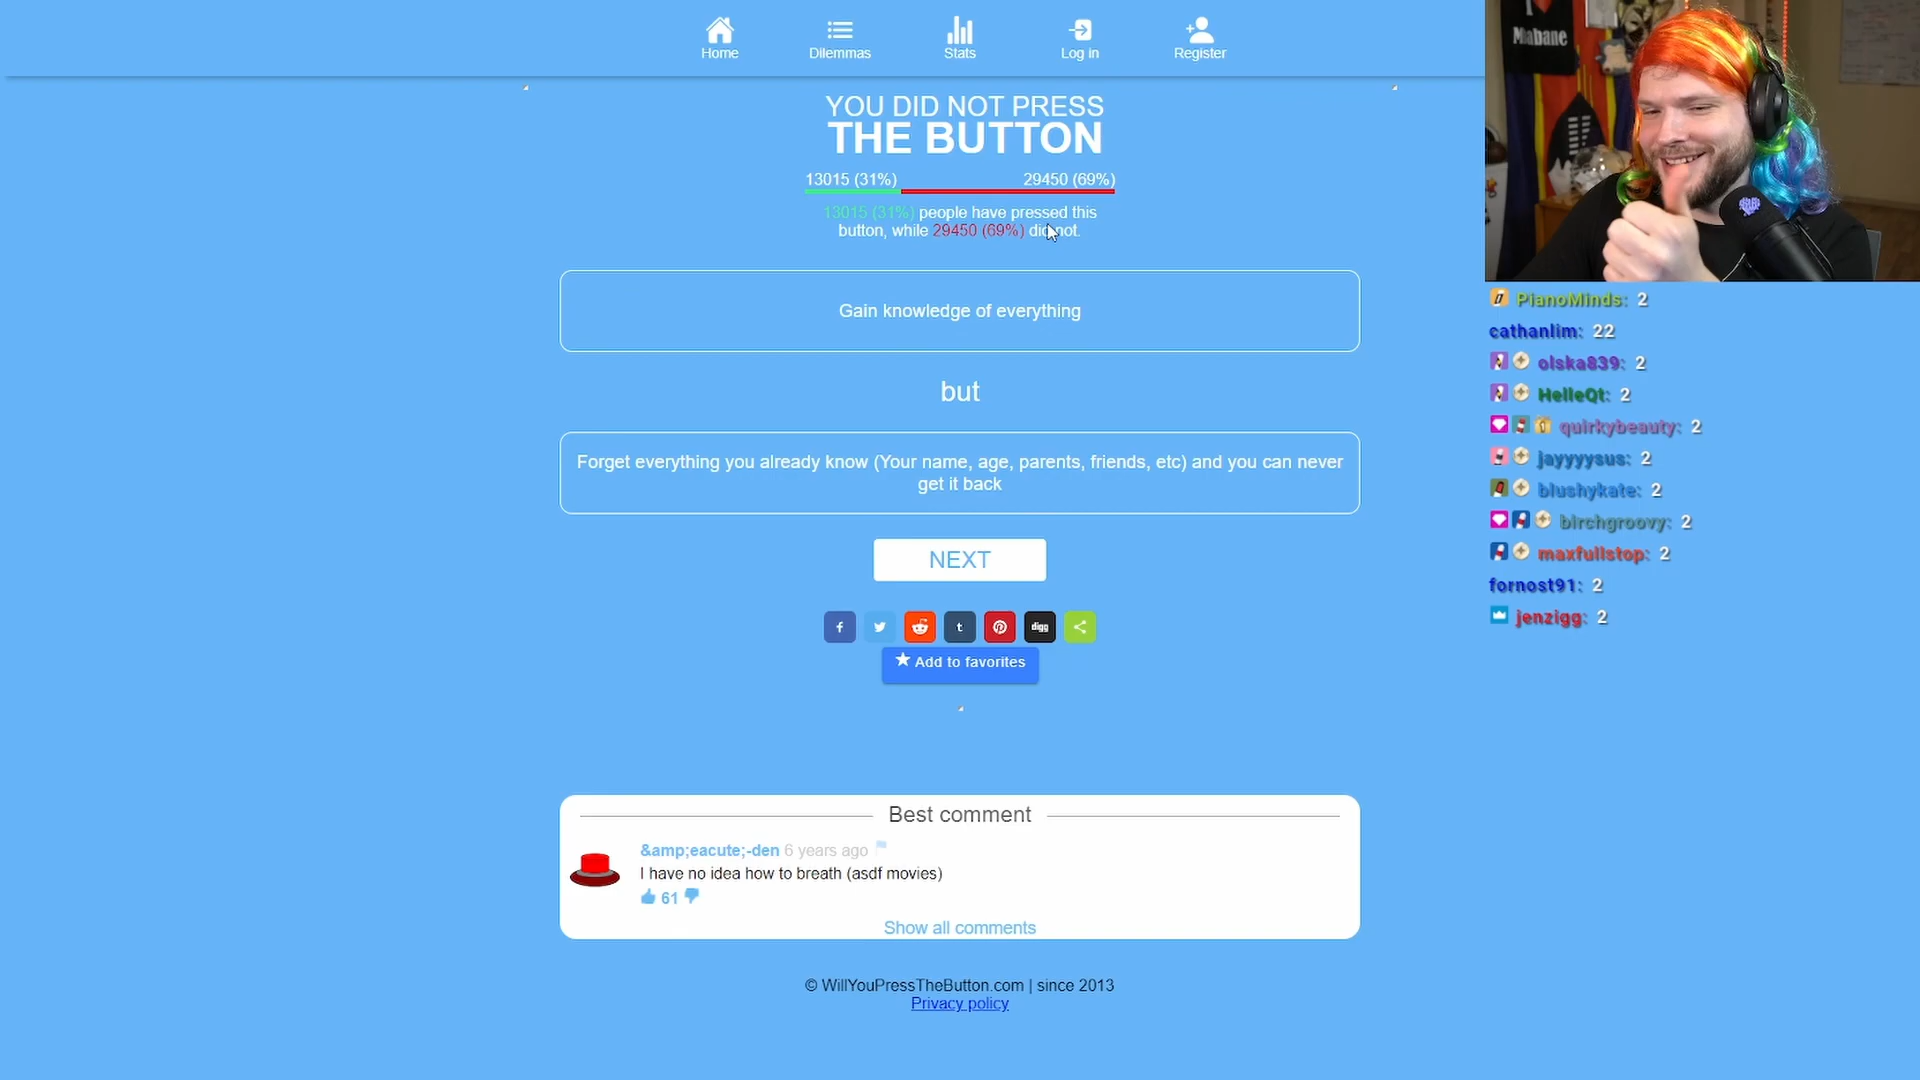 Home
Dilemmas
Stats
Log in
Register
YOU DID NOT PRESS
THE BUTTON
13015 (31%)
29450 (69%)
13015 (31%) people have pressed this
button, while 29450 (69%) did not.
Gain knowledge of everything
but
Forget everything you already know (Your name, age, parents, friends, etc) and you can never
get it back
NEXT
digg
Add to favorites
Best comment
&amp;eacute;-den 6 years ago
I have no idea how to breath (asdf movies)
61
Show all comments
© WillYouPressTheButton.com | since 2013
Privacy policy
PianoMinds: 2
cathanlim: 22
olska839: 2
HelleQt: 2
quirkybeauty: 2
jayyyysus: 2
blushykate: 2
birchgroovy: 2
maxfullstop: 2
fornost91: 2
jenzigg: 2